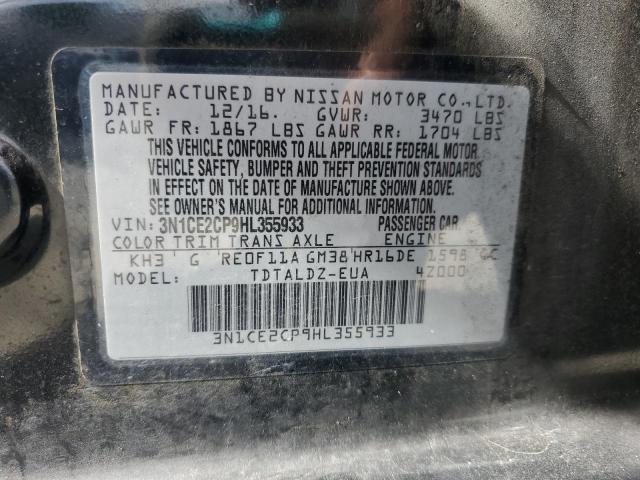 MANUFACTURED BY NISSAN MOTOR CO., LTD.
DATE: 12/16. GVWR: 3470 LBS
GAWR FR: 1867 LBS GAWR RR: 1704 LBS
THIS VEHICLE CONFORMS TO ALL APPLICABLE FEDERAL MOTOR
VEHICLE SAFETY, BUMPER AND THEFT PREVENTION STANDARDS
IN EFFECT ON THE DATE OF MANUFACTURE SHOWN ABOVE.
SEE OWNER'S MANUAL FOR ADDITIONAL INFORMATION.
VIN: 3N1CE2CP9HL355933 PASSENGER CAR
COLOR TRIM TRANS AXLE ENGINE
KH3 G RE0F11A GM38 HR16DE 1598 CC
MODEL: TDTALDZ-EUA 4Z000
3N1CE2CP9HL355933